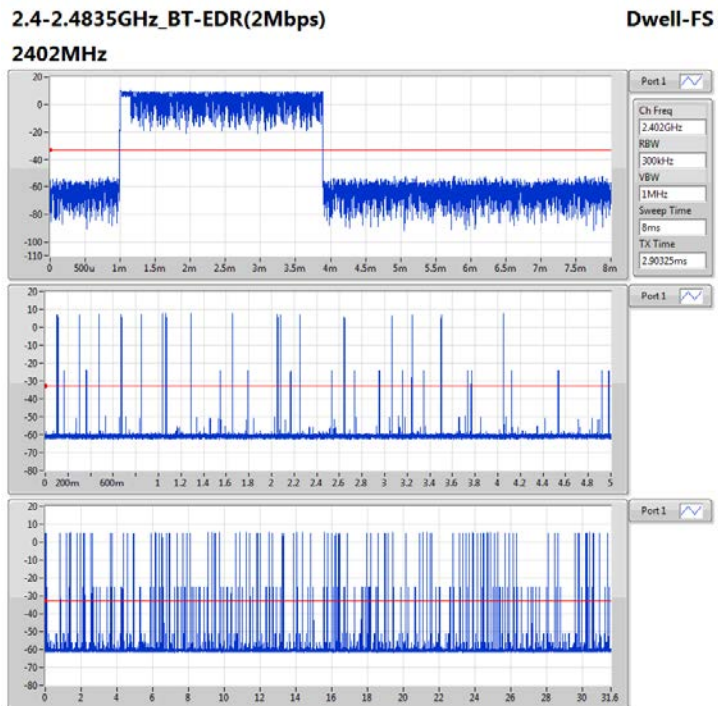 2.4-2.4835GHz_BT-EDR(2Mbps) Dwell-FS
2402MHz
20
0
-20
-40
-60
-80
-100
-110
0 500u 1m 1.5m 2m 2.5m 3m 3.5m 4m 4.5m 5m 5.5m 6m 6.5m 7m 7.5m 8m
Port 1
Ch Freq
2.402GHz
RBW
300kHz
VBW
1MHz
Sweep Time
8ms
TX Time
2.90325ms
20
10
0
-10
-20
-30
-40
-50
-60
-70
-80
0 200m 600m 1 1.2 1.4 1.6 1.8 2 2.2 2.4 2.6 2.8 3 3.2 3.4 3.6 3.8 4 4.2 4.4 4.6 4.8 5
Port 1
20
10
0
-10
-20
-30
-40
-50
-60
-70
-80
0 2 4 6 8 10 12 14 16 18 20 22 24 26 28 30 31.6
Port 1